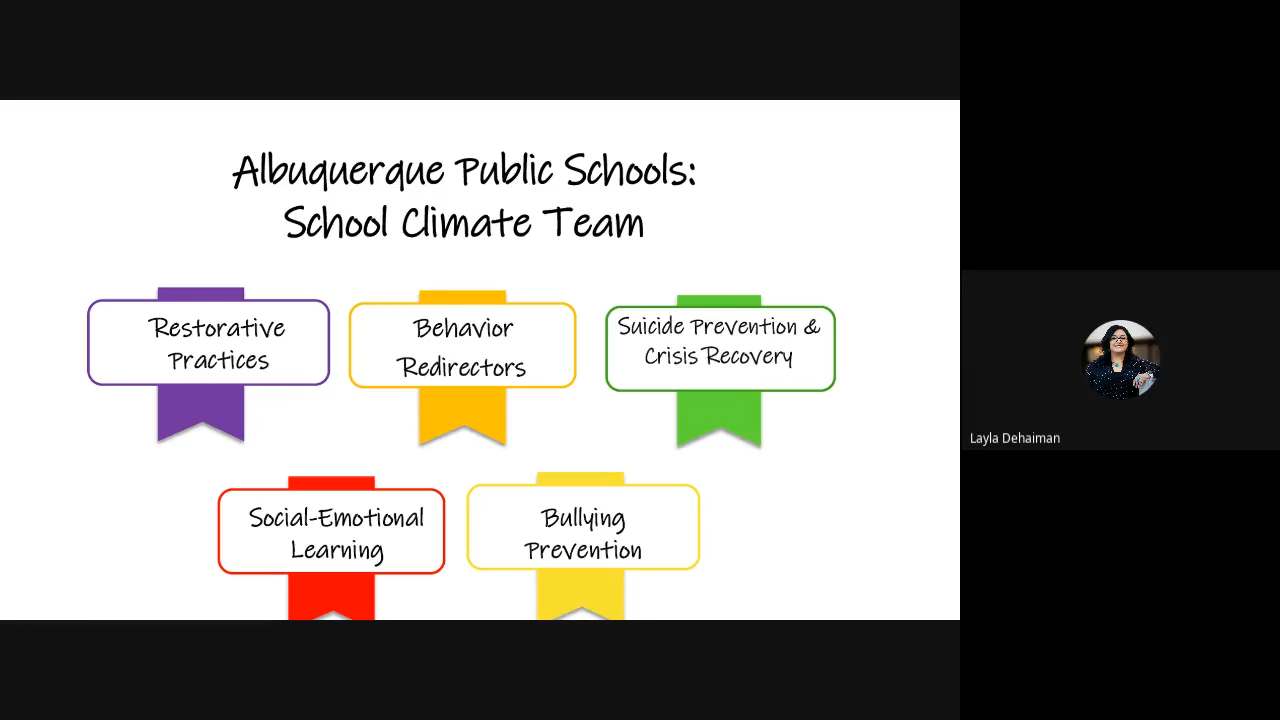 Albuquerque Public Schools:
School Climate Team
Restorative
Practices
Behavior
Redirectors
Suicide Prevention &
Crisis Recovery
Social-Emotional
Learning
Bullying
Prevention
Layla Dehaiman